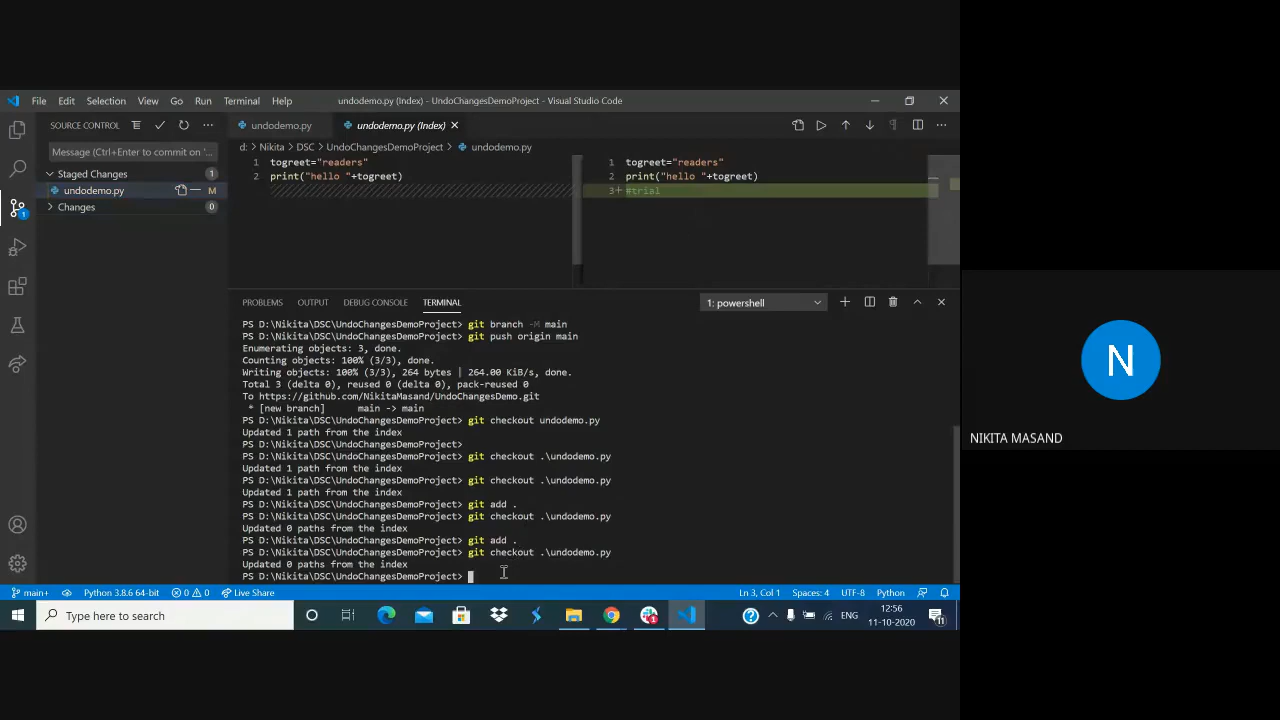 File Edit Selection View Go Run Terminal Help
undodemo.py (Index) - UndoChangesDemoProject - Visual Studio Code
SOURCE CONTROL
undodemo.py
undodemo.py (Index)
d: > Nikita > DSC > UndoChangesDemoProject > undodemo.py
Message (Ctrl+Enter to commit on '...
Staged Changes 1
undodemo.py M
Changes 0
1
1 togreet="readers"
2 print("hello "+togreet)
1 togreet="readers"
2 print("hello "+togreet)
3+ #trial
PROBLEMS OUTPUT DEBUG CONSOLE TERMINAL
1: powershell
PS D:\Nikita\DSC\UndoChangesDemoProject> git branch -M main
PS D:\Nikita\DSC\UndoChangesDemoProject> git push origin main
Enumerating objects: 3, done.
Counting objects: 100% (3/3), done.
Writing objects: 100% (3/3), 264 bytes | 264.00 KiB/s, done.
Total 3 (delta 0), reused 0 (delta 0), pack-reused 0
To https://github.com/NikitaMasand/UndoChangesDemo.git
* [new branch] main -> main
PS D:\Nikita\DSC\UndoChangesDemoProject> git checkout undodemo.py
Updated 1 path from the index
PS D:\Nikita\DSC\UndoChangesDemoProject>
PS D:\Nikita\DSC\UndoChangesDemoProject> git checkout .\undodemo.py
Updated 1 path from the index
PS D:\Nikita\DSC\UndoChangesDemoProject> git checkout .\undodemo.py
Updated 1 path from the index
PS D:\Nikita\DSC\UndoChangesDemoProject> git add .
PS D:\Nikita\DSC\UndoChangesDemoProject> git checkout .\undodemo.py
Updated 0 paths from the index
PS D:\Nikita\DSC\UndoChangesDemoProject> git add .
PS D:\Nikita\DSC\UndoChangesDemoProject> git checkout .\undodemo.py
Updated 0 paths from the index
PS D:\Nikita\DSC\UndoChangesDemoProject>
main+ Python 3.8.6 64-bit 0 0 Live Share
Ln 3, Col 1 Spaces: 4 UTF-8 Python
Type here to search
1
ENG
12:56
11-10-2020
11
N
NIKITA MASAND